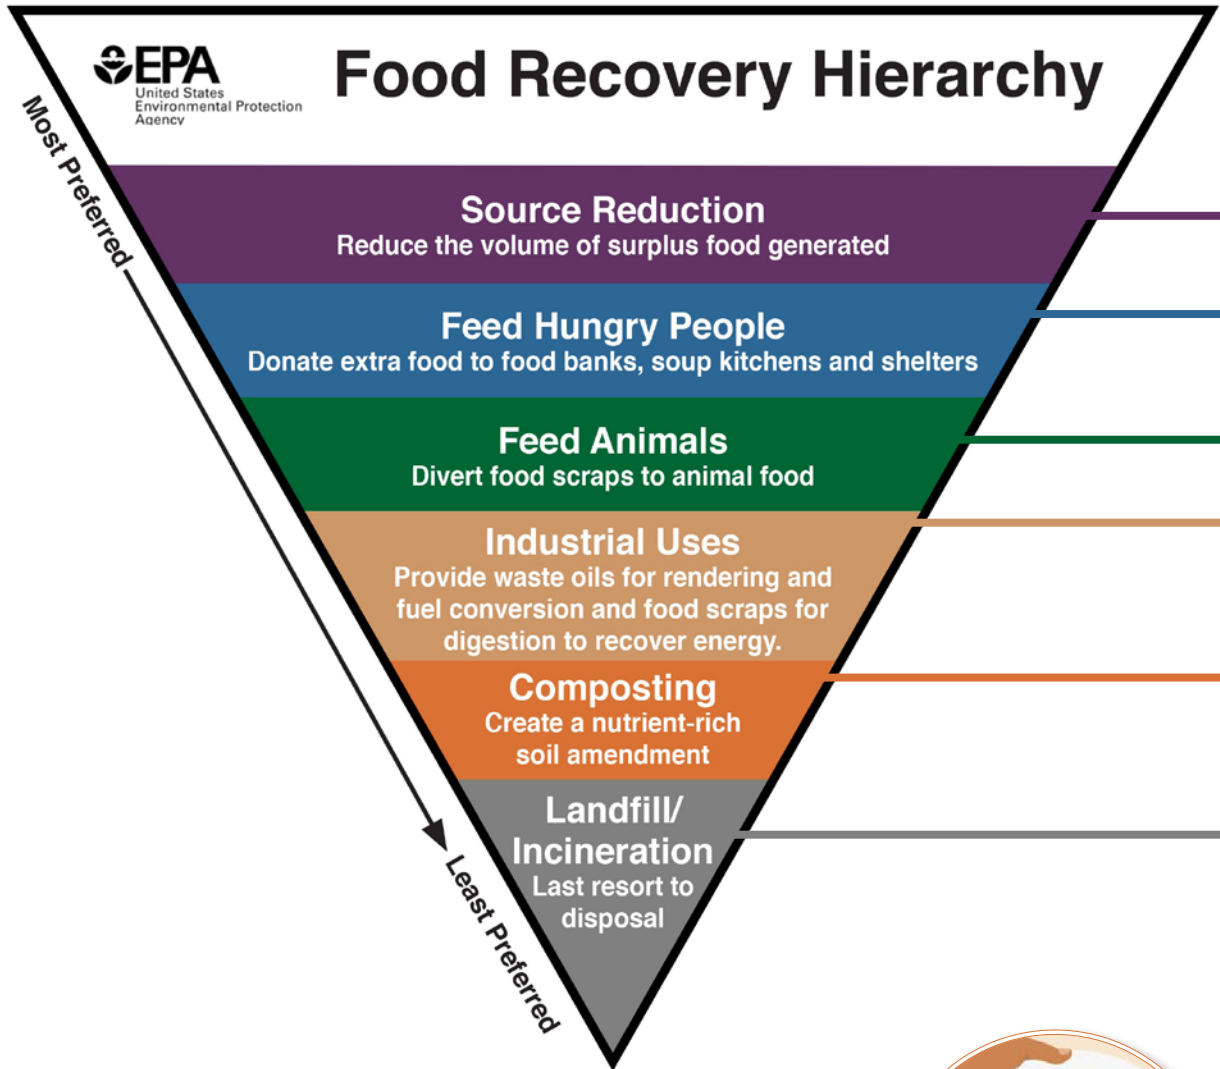 EPA
United States
Environmental Protection
Agency
Food Recovery Hierarchy
Most Preferred
Source Reduction
Reduce the volume of surplus food generated
Feed Hungry People
Donate extra food to food banks, soup kitchens and shelters
Feed Animals
Divert food scraps to animal food
Industrial Uses
Provide waste oils for rendering and
fuel conversion and food scraps for
digestion to recover energy.
Composting
Create a nutrient-rich
soil amendment
Landfill/
Incineration
Last resort to
disposal
Least Preferred